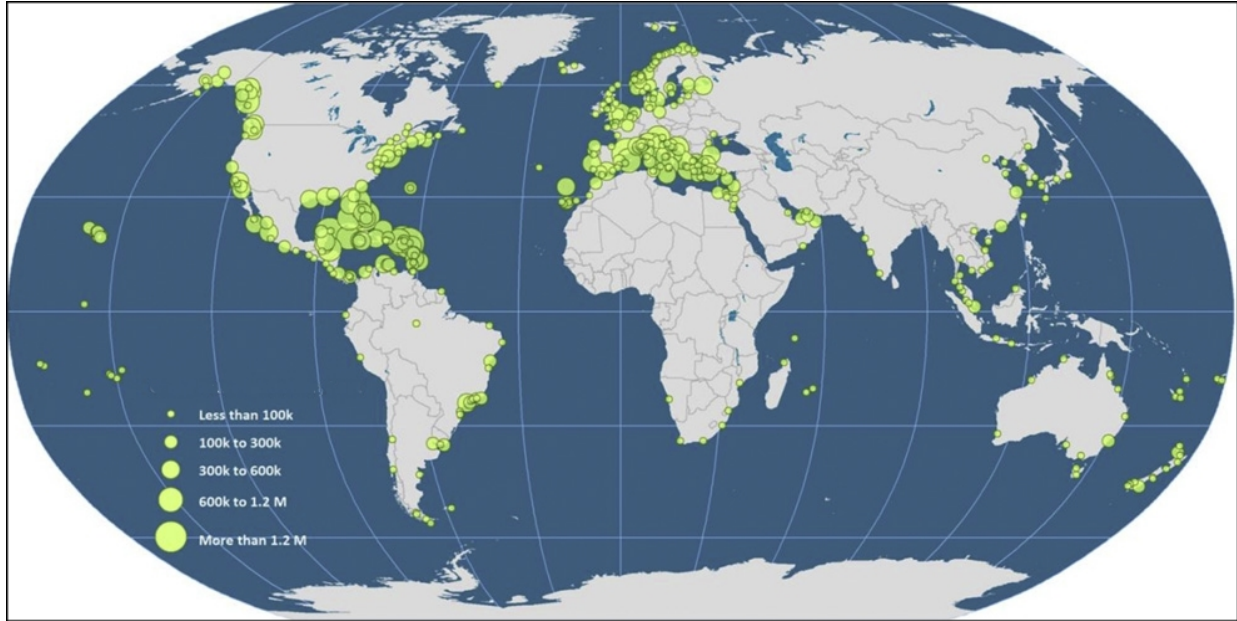 Less than 100k
100k to 300k
300k to 600k
600k to 1.2 M
More than 1.2 M